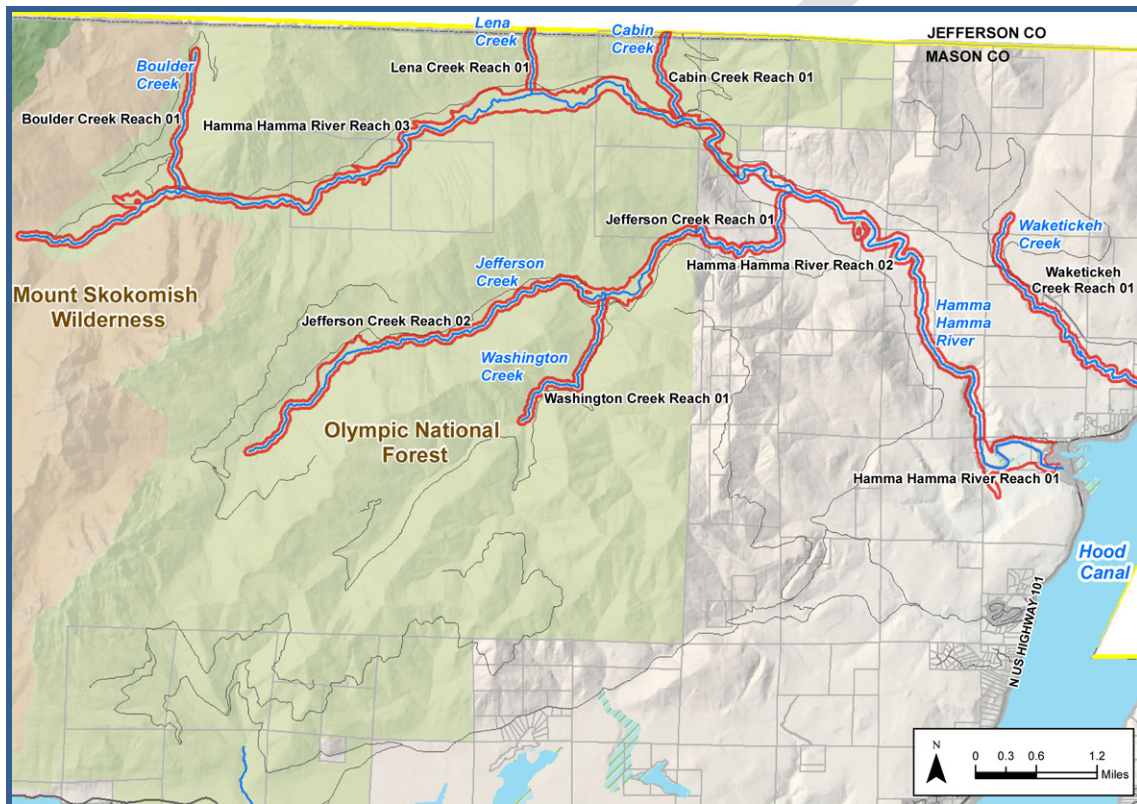 JEFFERSON CO
MASON CO
Lena
Creek
Cabin
Creek
Boulder
Creek
Lena Creek Reach 01
Cabin Creek Reach 01
Boulder Creek Reach 01
Hamma Hamma River Reach 03
Jefferson Creek Reach 01
Waketickeh
Creek
Jefferson
Creek
Hamma Hamma River Reach 02
Waketickeh
Creek Reach 01
Mount Skokomish
Wilderness
Hamma
Hamma
River
Jefferson Creek Reach 02
Washington
Creek
Washington Creek Reach 01
Olympic National
Forest
Hamma Hamma River Reach 01
Hood
Canal
N US HIGHWAY 101
N
0 0.3 0.6 1.2
Miles